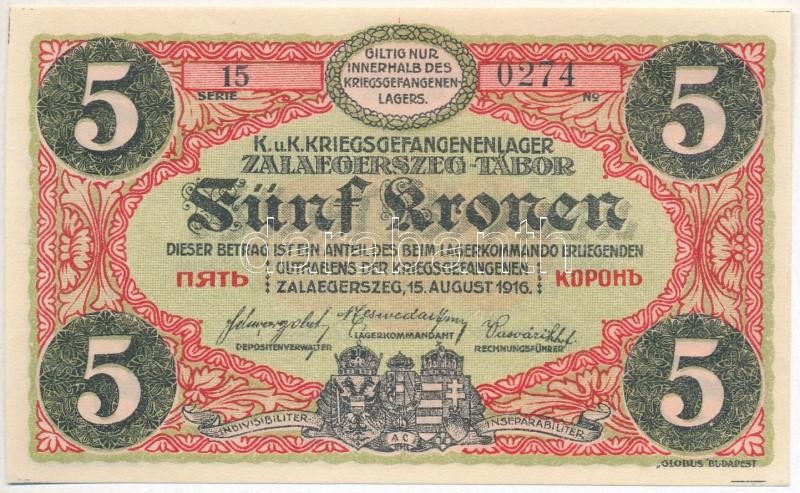 5 15 GILTIG NUR 0274 5
SERIE INNERHALB DES No
KRIEGSGEFANGENEN-
LAGERS.
K. u. K. KRIEGSGEFANGENENLAGER
ZALAEGERSZEG-TÁBOR
Fünf Kronen
DIESER BETRAG IST EIN ANTEIL DES BEIM LAGERKOMMANDO ERLIEGENDEN
GUTHABENS DER KRIEGSGEFANGENEN
ПЯТЬ ZALAEGERSZEG, 15. AUGUST 1916. КОРОНЪ
DEPOSITENVERWALTER LAGERKOMMANDANT RECHNUNGSFÜHRER
5 5
INDIVISIBILITER AC INSEPARABILITER
„GLOBUS" BUDAPEST
darabanth